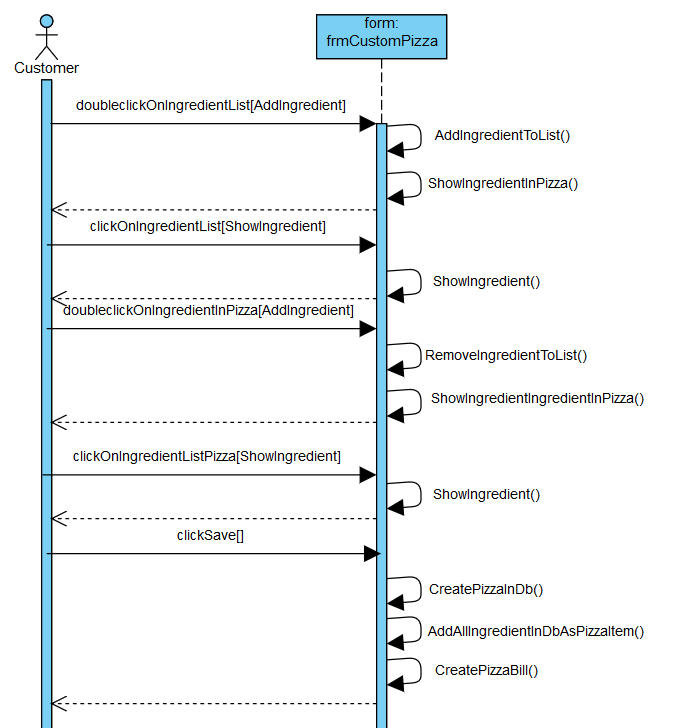 form:
frmCustomPizza
Customer
doubleclickOnIngredientList[AddIngredient]
AddIngredientToList()
ShowIngredientInPizza()
clickOnIngredientList[ShowIngredient]
ShowIngredient()
doubleclickOnIngredientInPizza[AddIngredient]
RemoveIngredientToList()
ShowIngredientIngredientInPizza()
clickOnIngredientListPizza[ShowIngredient]
ShowIngredient()
clickSave[]
CreatePizzaInDb()
AddAllIngredientInDbAsPizzaItem()
CreatePizzaBill()